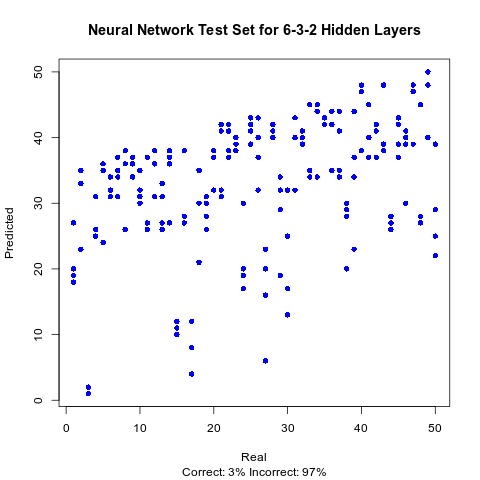 Neural Network Test Set for 6-3-2 Hidden Layers
50
40
30
20
10
0
Predicted
0 10 20 30 40 50
Real
Correct: 3% Incorrect: 97%